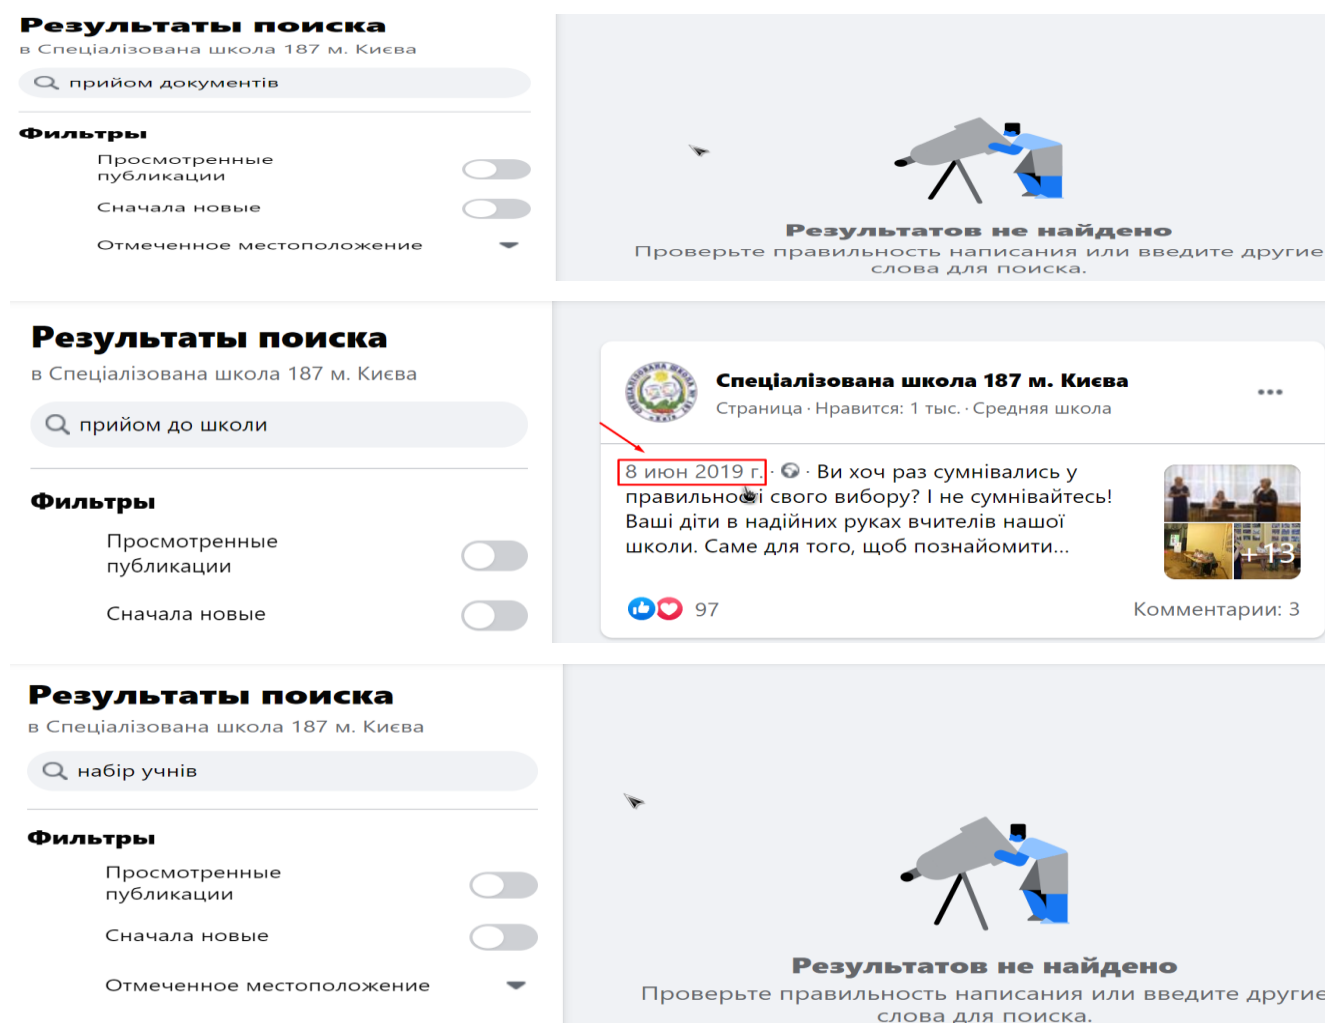 Результаты поиска
в Спеціалізована школа 187 м. Києва
прийом документів
Фильтры
Просмотренные
публикации
Сначала новые
Отмеченное местоположение
Результатов не найдено
Проверьте правильность написания или введите другие
слова для поиска.
Результаты поиска
в Спеціалізована школа 187 м. Києва
прийом до школи
Фильтры
Просмотренные
публикации
Сначала новые
Спеціалізована школа 187 м. Києва
Страница · Нравится: 1 тыс. · Средняя школа
8 июн 2019 г. · · Ви хоч раз сумнівались у
правильності свого вибору? І не сумнівайтесь!
Ваші діти в надійних руках вчителів нашої
школи. Саме для того, щоб познайомити...
+13
97
Комментарии: 3
Результаты поиска
в Спеціалізована школа 187 м. Києва
набір учнів
Фильтры
Просмотренные
публикации
Сначала новые
Отмеченное местоположение
Результатов не найдено
Проверьте правильность написания или введите другие
слова для поиска.